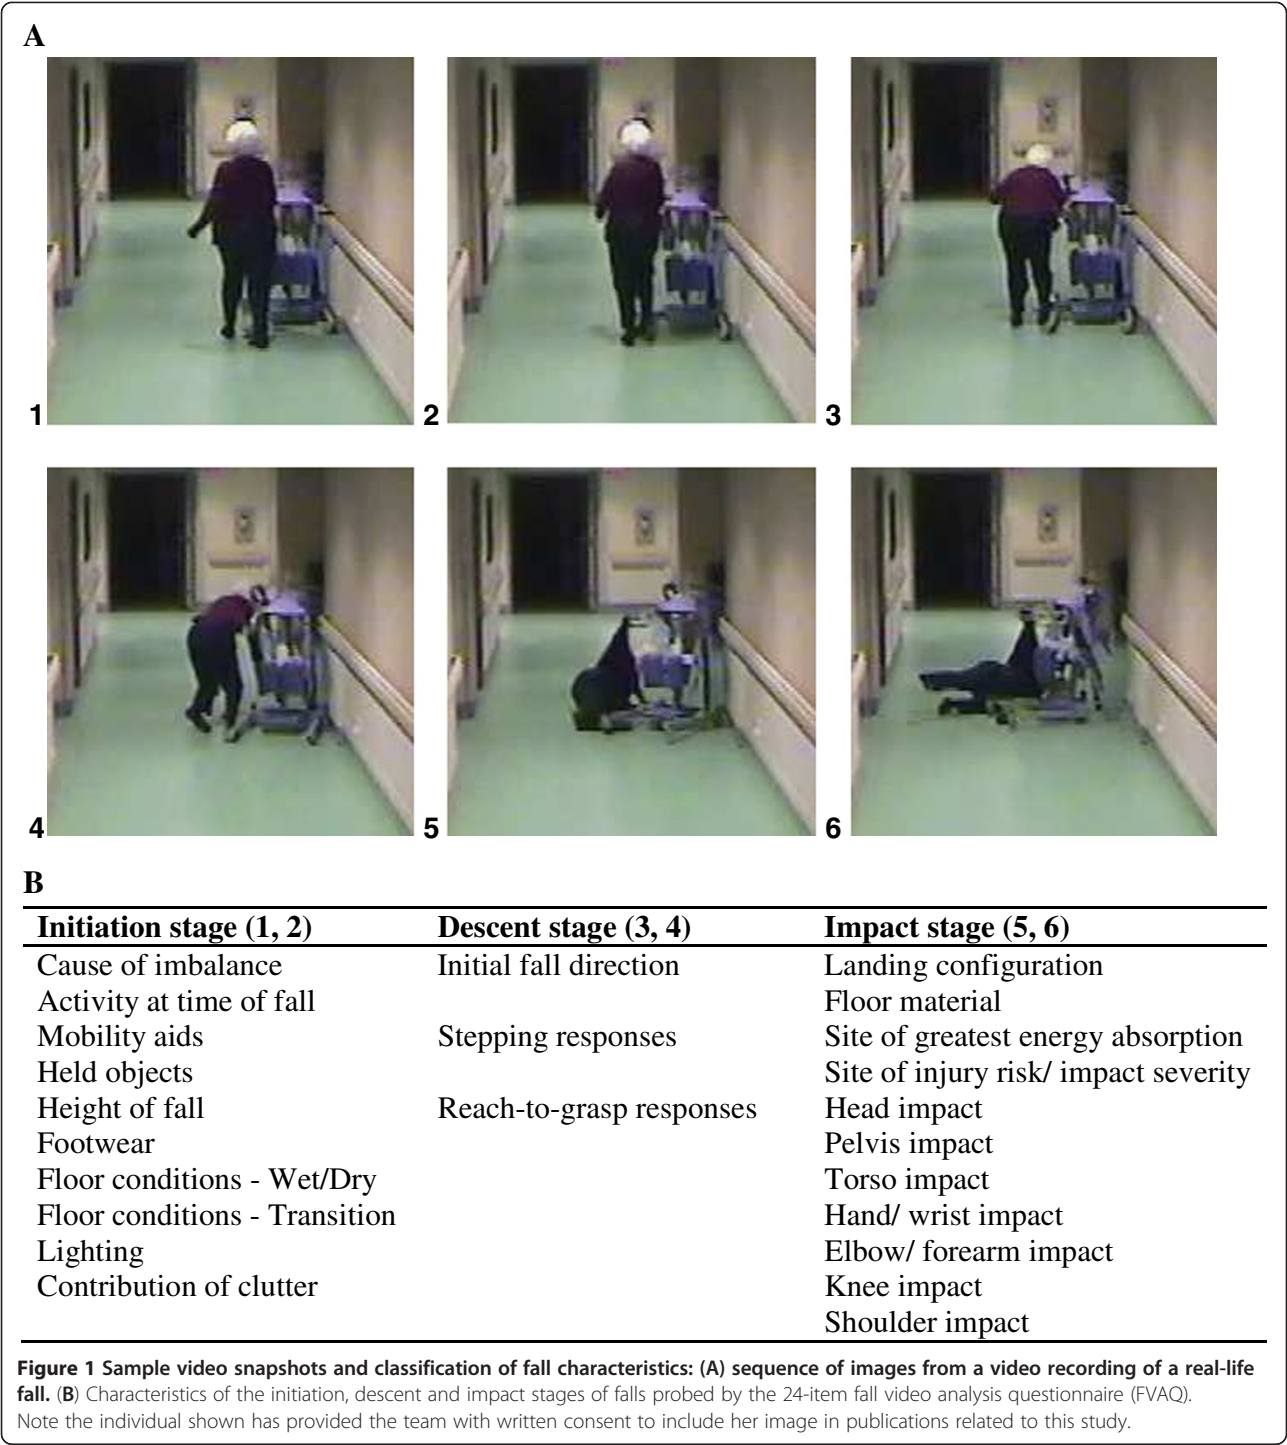 A
1
2
3
4
5
6
B
Initiation stage (1, 2) Descent stage (3, 4) Impact stage (5, 6)
Cause of imbalance Initial fall direction Landing configuration
Activity at time of fall Floor material
Mobility aids Stepping responses Site of greatest energy absorption
Held objects Site of injury risk/ impact severity
Height of fall Reach-to-grasp responses Head impact
Footwear Pelvis impact
Floor conditions - Wet/Dry Torso impact
Floor conditions - Transition Hand/ wrist impact
Lighting Elbow/ forearm impact
Contribution of clutter Knee impact
Shoulder impact
Figure 1 Sample video snapshots and classification of fall characteristics: (A) sequence of images from a video recording of a real-life
fall. (B) Characteristics of the initiation, descent and impact stages of falls probed by the 24-item fall video analysis questionnaire (FVAQ).
Note the individual shown has provided the team with written consent to include her image in publications related to this study.